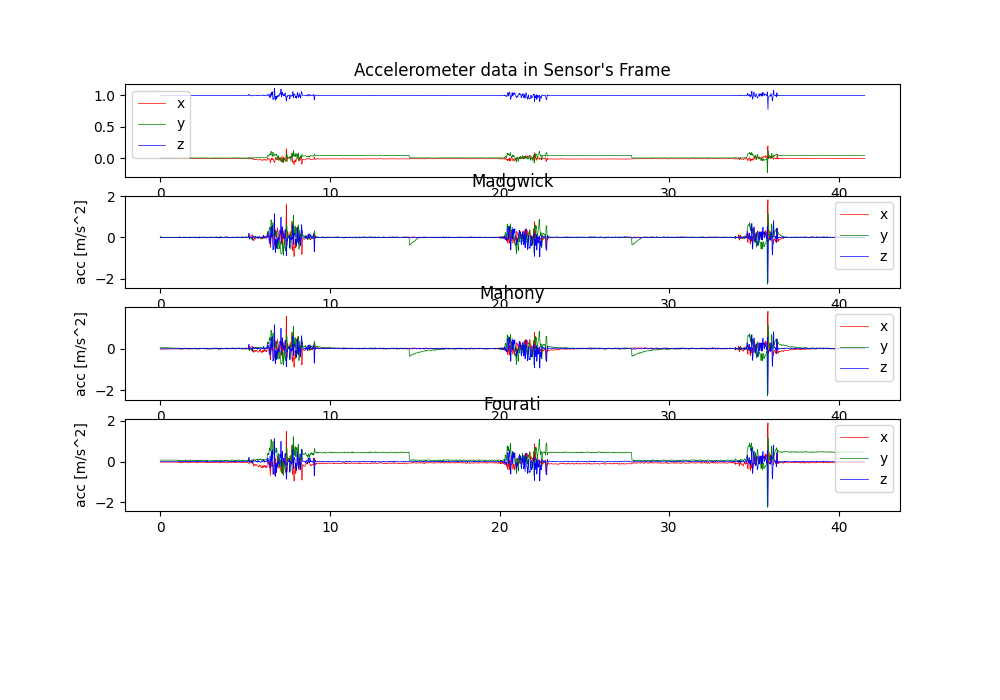 Accelerometer data in Sensor's Frame
1.0
0.5
0.0
x
y
z
0 10 20 30 40
Madgwick
acc [m/s^2]
2
0
−2
x
y
z
0 10 20 30 40
Mahony
acc [m/s^2]
0
−2
x
y
z
0 10 20 30 40
Fourati
acc [m/s^2]
2
0
−2
x
y
z
0 10 20 30 40